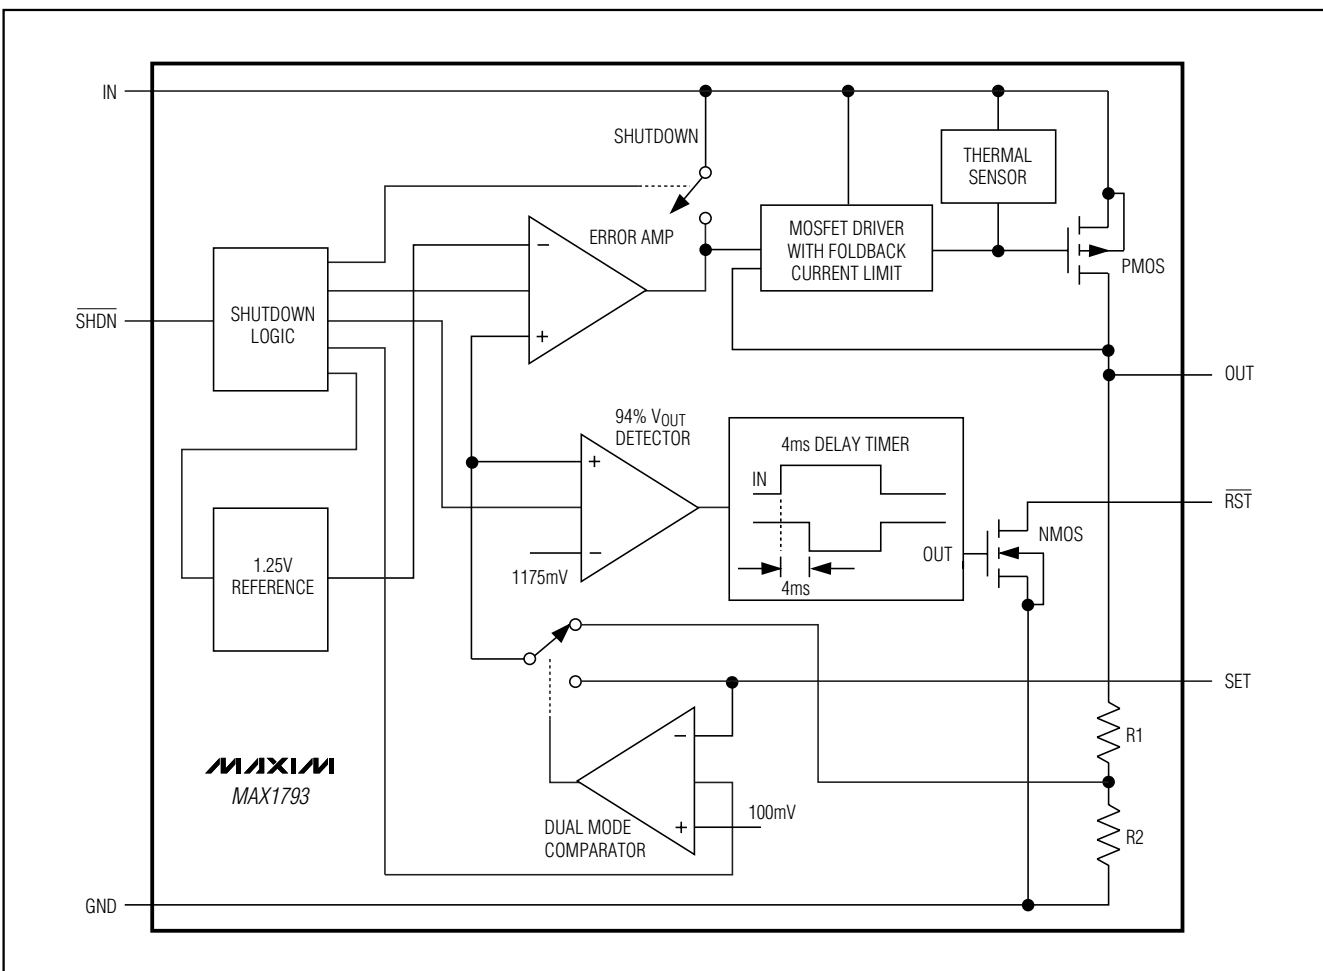 IN
SHUTDOWN
THERMAL
SENSOR
ERROR AMP
−
+
MOSFET DRIVER
WITH FOLDBACK
CURRENT LIMIT
PMOS
S̅H̅D̅N̅
SHUTDOWN
LOGIC
OUT
94% VOUT
DETECTOR
+
−
1175mV
4ms DELAY TIMER
IN
OUT
4ms
R̅S̅T̅
NMOS
1.25V
REFERENCE
SET
−
+
100mV
DUAL MODE
COMPARATOR
R1
R2
MAXIM
MAX1793
GND